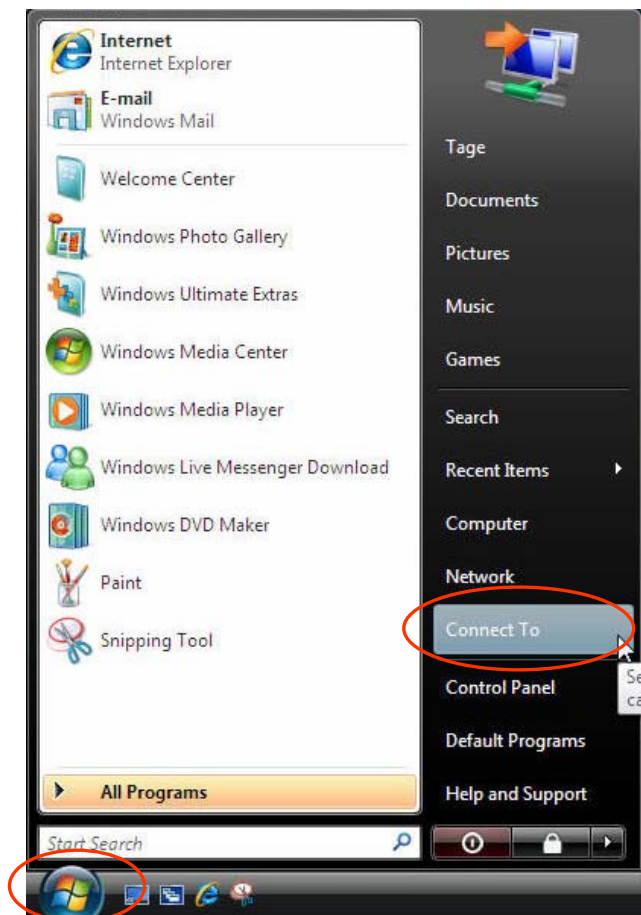 Internet
Internet Explorer
E-mail
Windows Mail
Welcome Center
Windows Photo Gallery
Windows Ultimate Extras
Windows Media Center
Windows Media Player
Windows Live Messenger Download
Windows DVD Maker
Paint
Snipping Tool
All Programs
Start Search
Tage
Documents
Pictures
Music
Games
Search
Recent Items
Computer
Network
Connect To
Control Panel
Default Programs
Help and Support